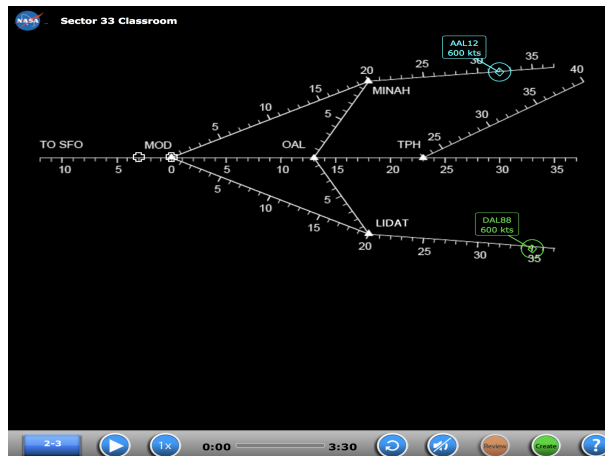 NASA
Sector 33 Classroom
AAL12
600 kts
20 25 30 35
MINAH
40
35
30
25
15
10
5
5
TO SFO MOD OAL TPH
10 5 0 5 10 15 20 25 30 35
5
10
15
5
LIDAT
20 25 30 35
DAL88
600 kts
2-3 1x 0:00 3:30 Review Create ?